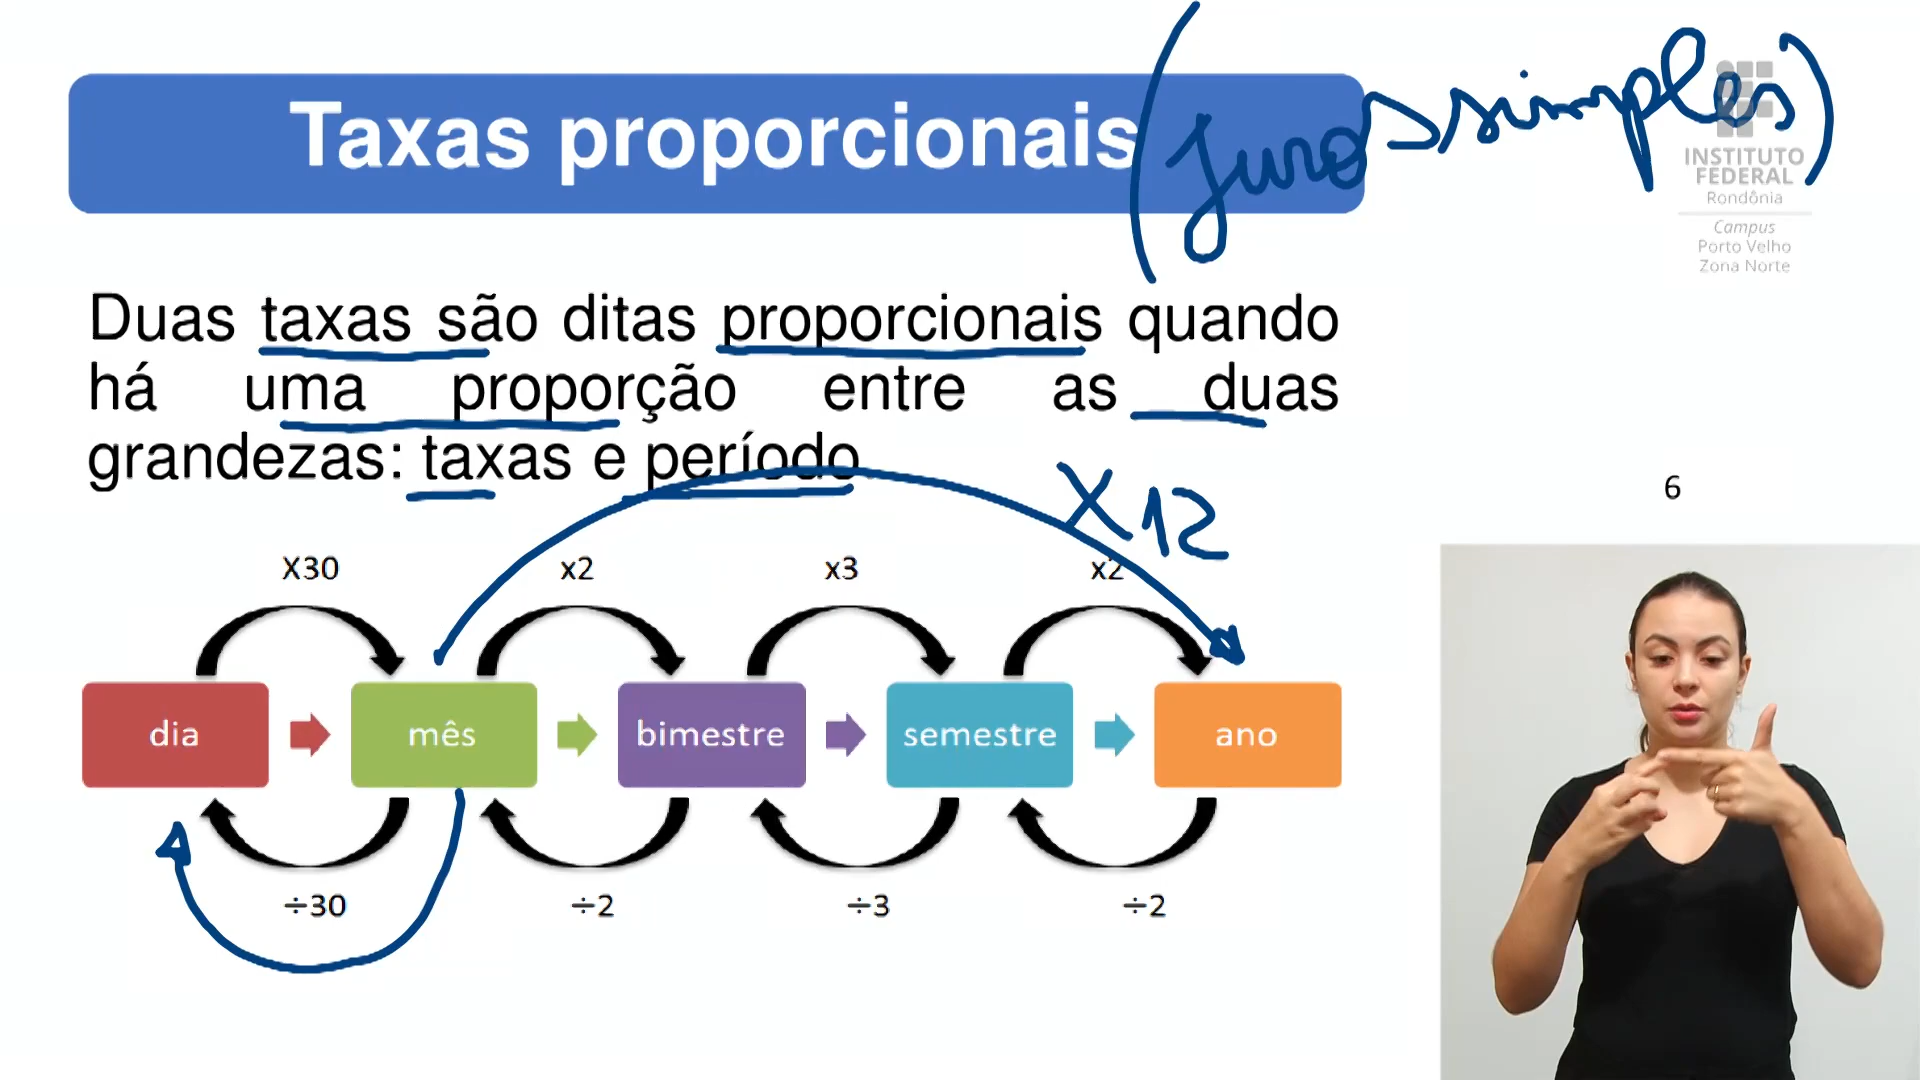 Taxas proporcionais (juros simples)
INSTITUTO
FEDERAL
Rondônia
Campus
Porto Velho
Zona Norte
Duas taxas são ditas proporcionais quando
há uma proporção entre as duas
grandezas: taxas e período
X12
6
X30 x2 x3 x2
dia mês bimestre semestre ano
÷30 ÷2 ÷3 ÷2